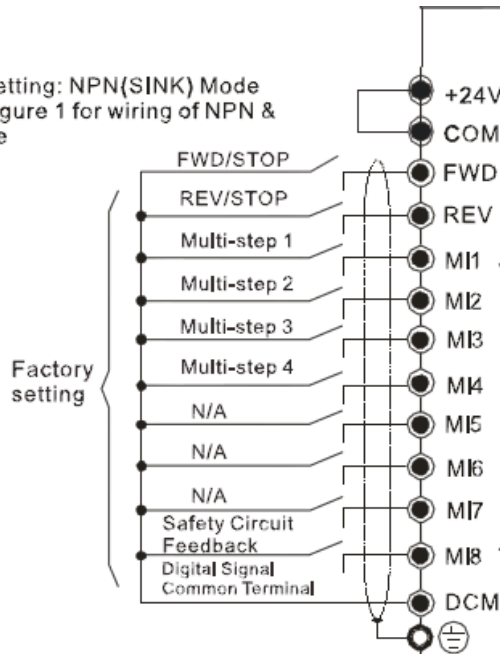 etting: NPN(SINK) Mode
gure 1 for wiring of NPN &
e
+24V
COM
FWD/STOP
FWD
REV/STOP
REV
Multi-step 1
MI1
Multi-step 2
MI2
Multi-step 3
MI3
Factory
setting
Multi-step 4
MI4
N/A
MI5
N/A
MI6
N/A
MI7
Safety Circuit
Feedback
MI8
Digital Signal
Common Terminal
DCM